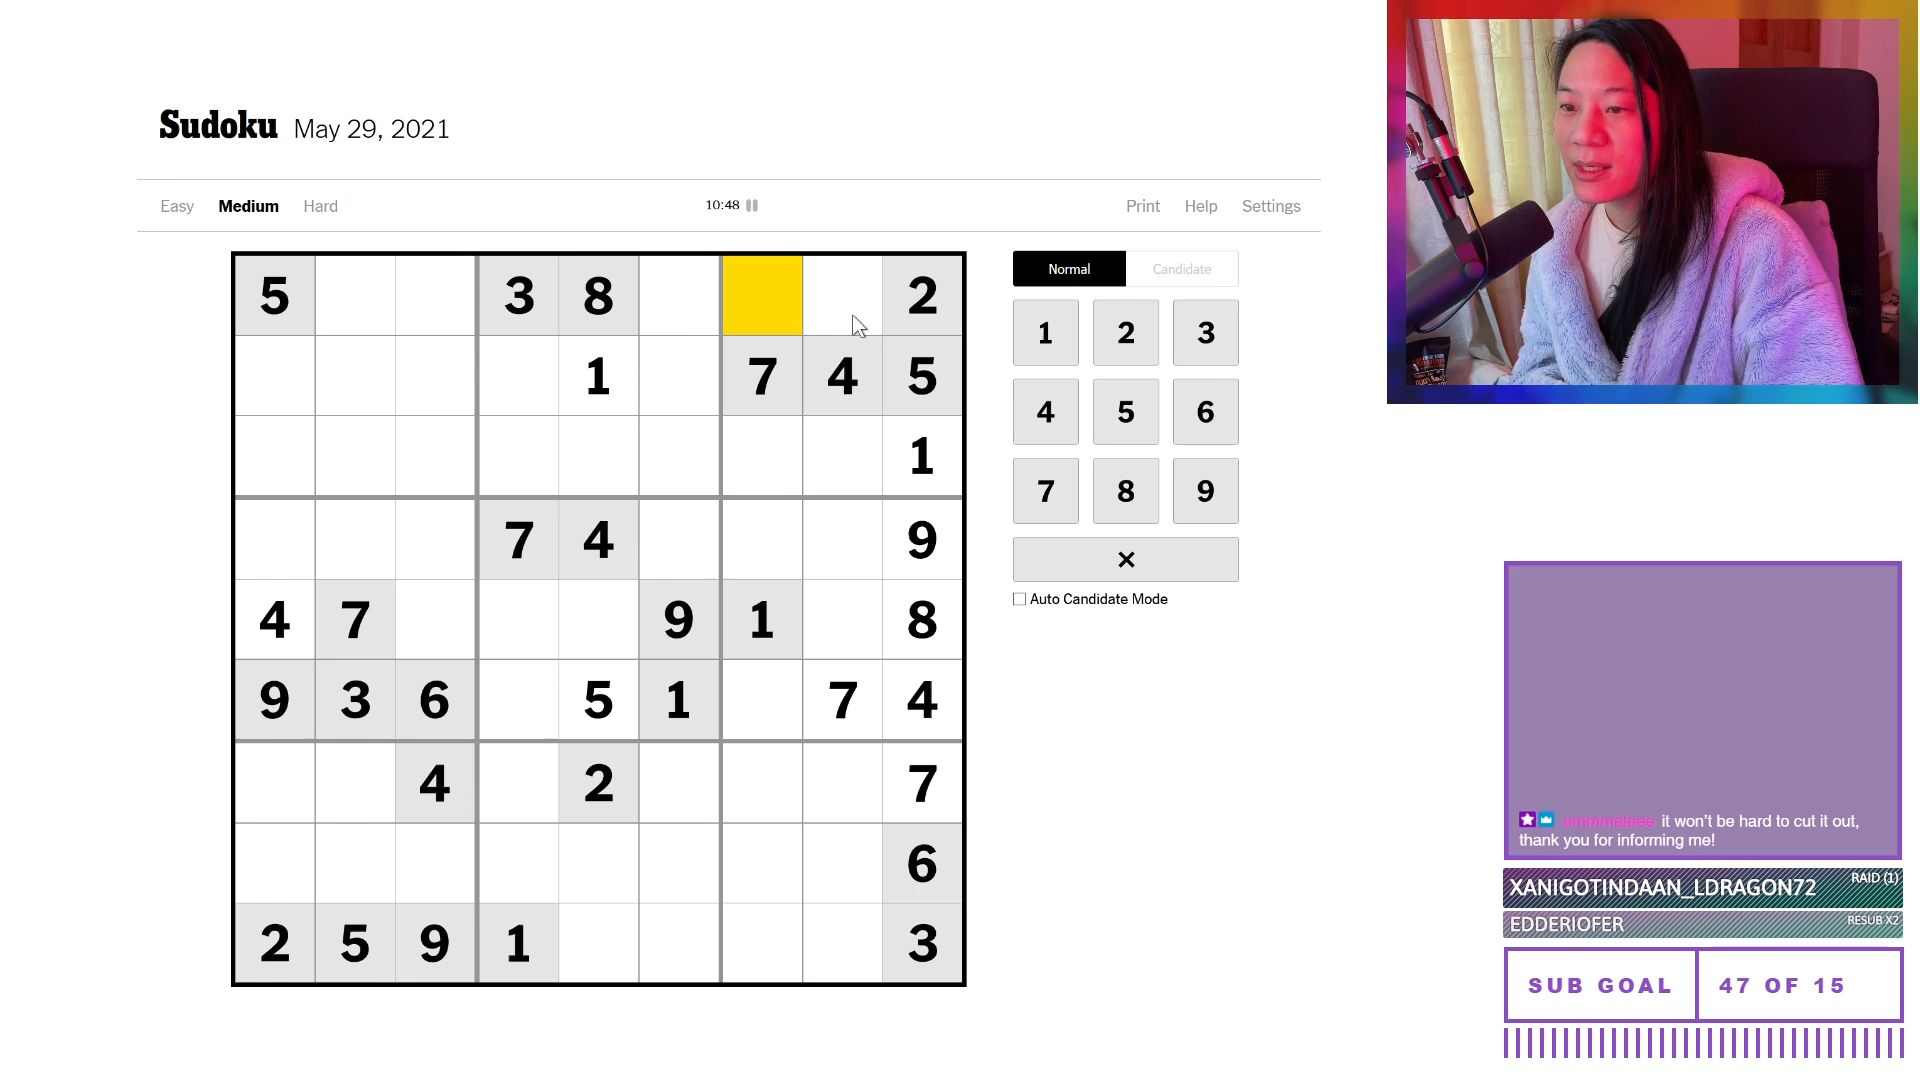 Sudoku May 29, 2021
Easy Medium Hard 10:48 Print Help Settings
5 3 8 2
1 7 4 5
1
7 4 9
4 7 9 1 8
9 3 6 5 1 7 4
4 2 7
6
2 5 9 1 3
Normal Candidate
1 2 3
4 5 6
7 8 9
×
Auto Candidate Mode
it won't be hard to cut it out,
thank you for informing me!
XANIGOTINDAAN_LDRAGON72 RAID (1)
EDDERIOFER RESUB X2
SUB GOAL 47 OF 15